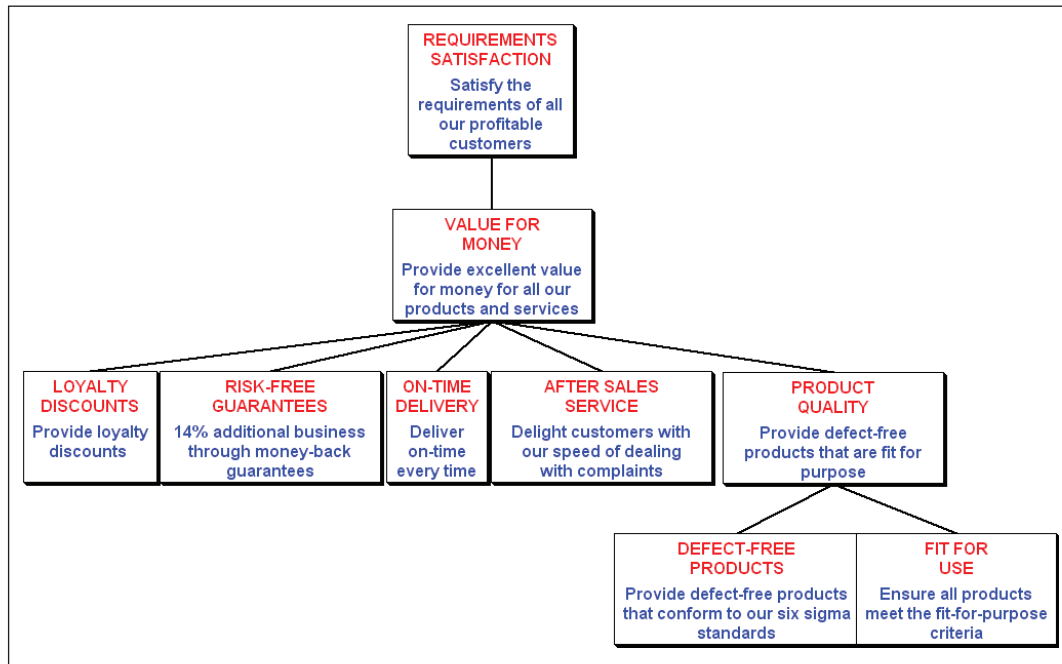 REQUIREMENTS
SATISFACTION
Satisfy the
requirements of all
our profitable
customers
VALUE FOR
MONEY
Provide excellent value
for money for all our
products and services
LOYALTY
DISCOUNTS
Provide loyalty
discounts
RISK-FREE
GUARANTEES
14% additional business
through money-back
guarantees
ON-TIME
DELIVERY
Deliver
on-time
every time
AFTER SALES
SERVICE
Delight customers with
our speed of dealing
with complaints
PRODUCT
QUALITY
Provide defect-free
products that are fit for
purpose
DEFECT-FREE
PRODUCTS
Provide defect-free products
that conform to our six sigma
standards
FIT FOR
USE
Ensure all products
meet the fit-for-purpose
criteria